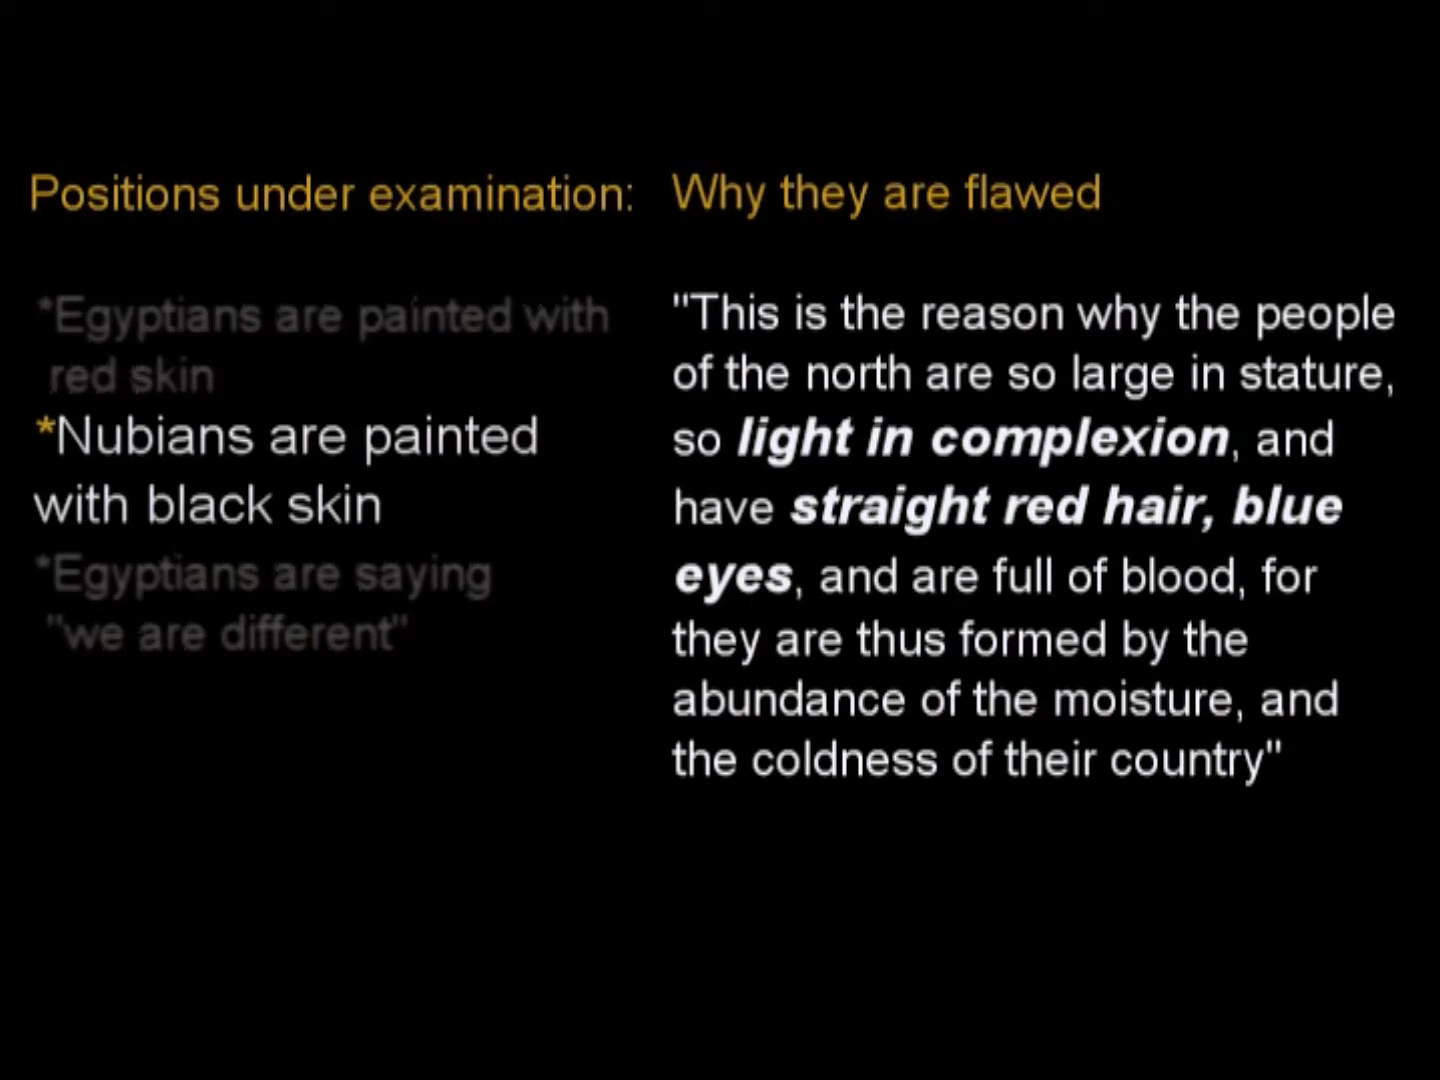 Positions under examination:
*Egyptians are painted with
red skin
*Nubians are painted
with black skin
*Egyptians are saying
"we are different"
Why they are flawed
"This is the reason why the people
of the north are so large in stature,
so light in complexion, and
have straight red hair, blue
eyes, and are full of blood, for
they are thus formed by the
abundance of the moisture, and
the coldness of their country"